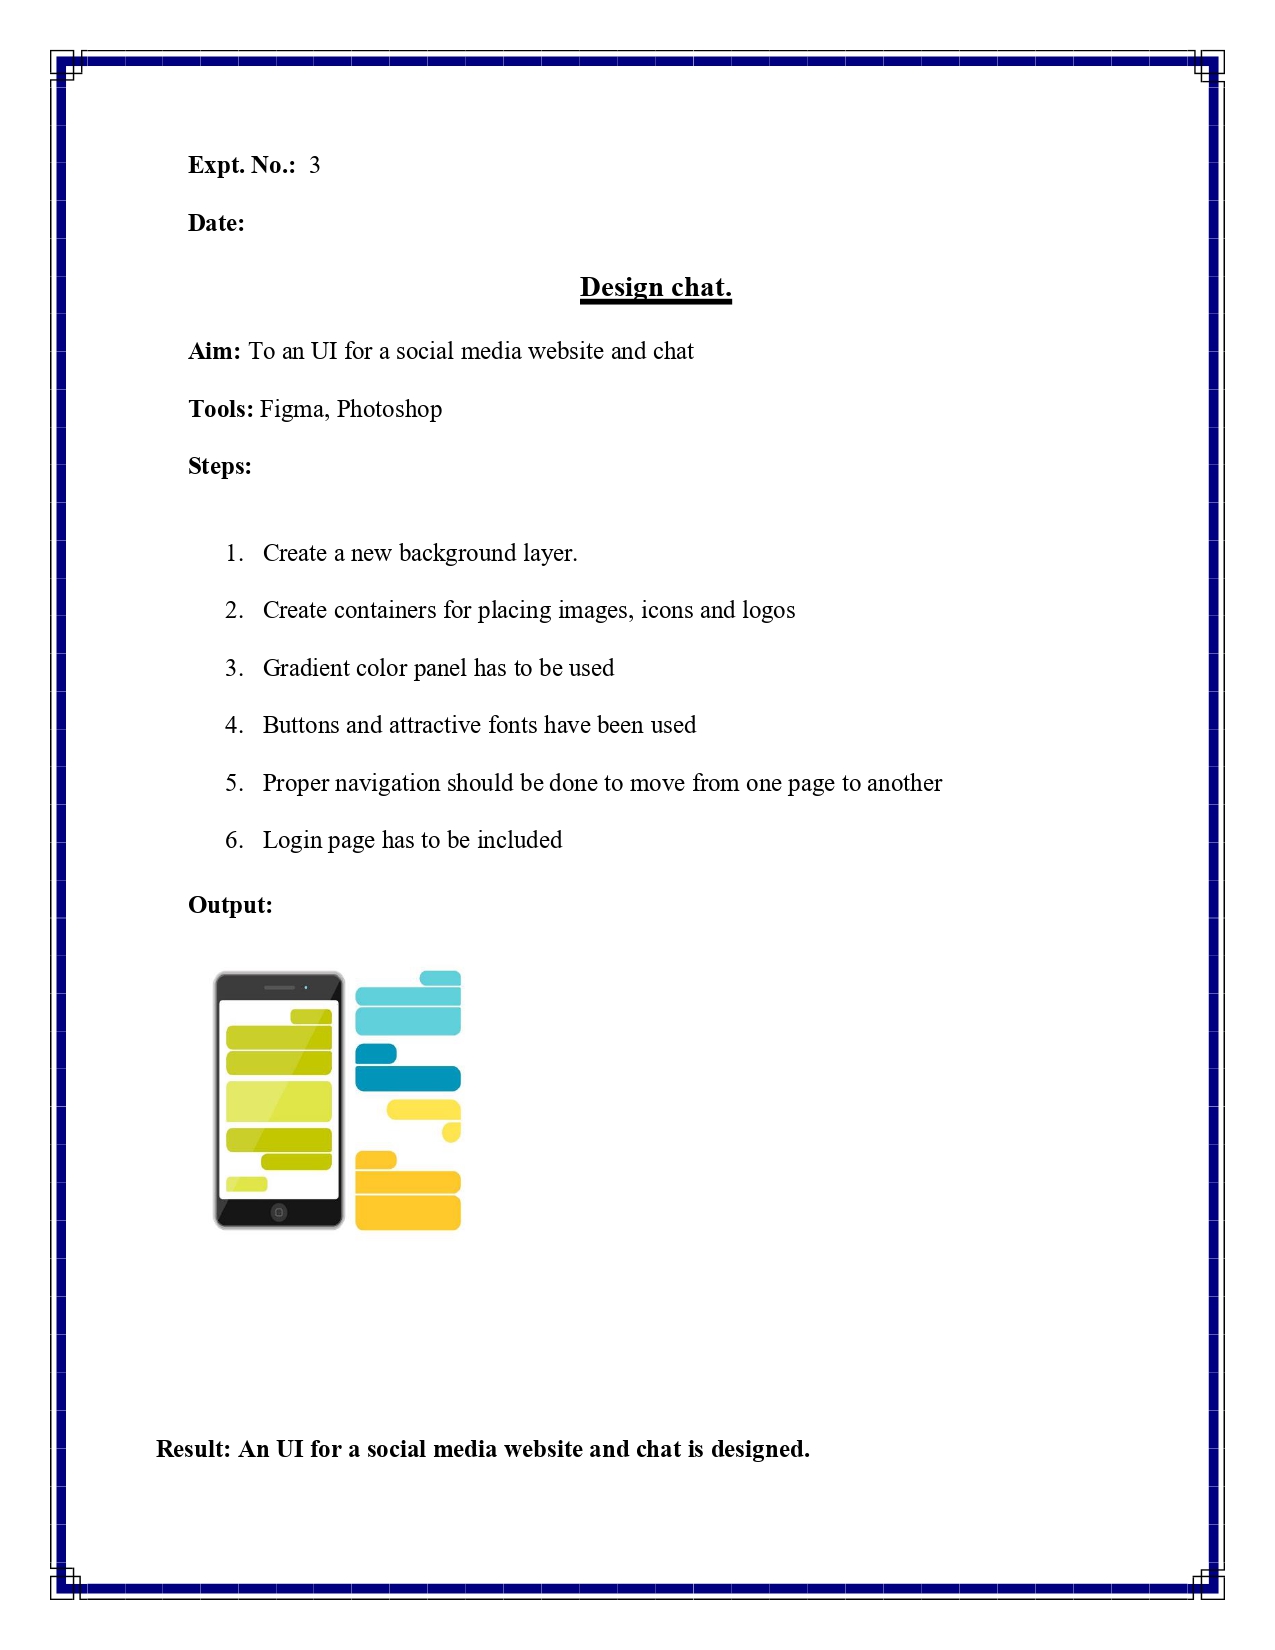 Expt. No.: 3
Date:
Design chat.
Aim: To an UI for a social media website and chat
Tools: Figma, Photoshop
Steps:
1. Create a new background layer.
2. Create containers for placing images, icons and logos
3. Gradient color panel has to be used
4. Buttons and attractive fonts have been used
5. Proper navigation should be done to move from one page to another
6. Login page has to be included
Output:
Result: An UI for a social media website and chat is designed.